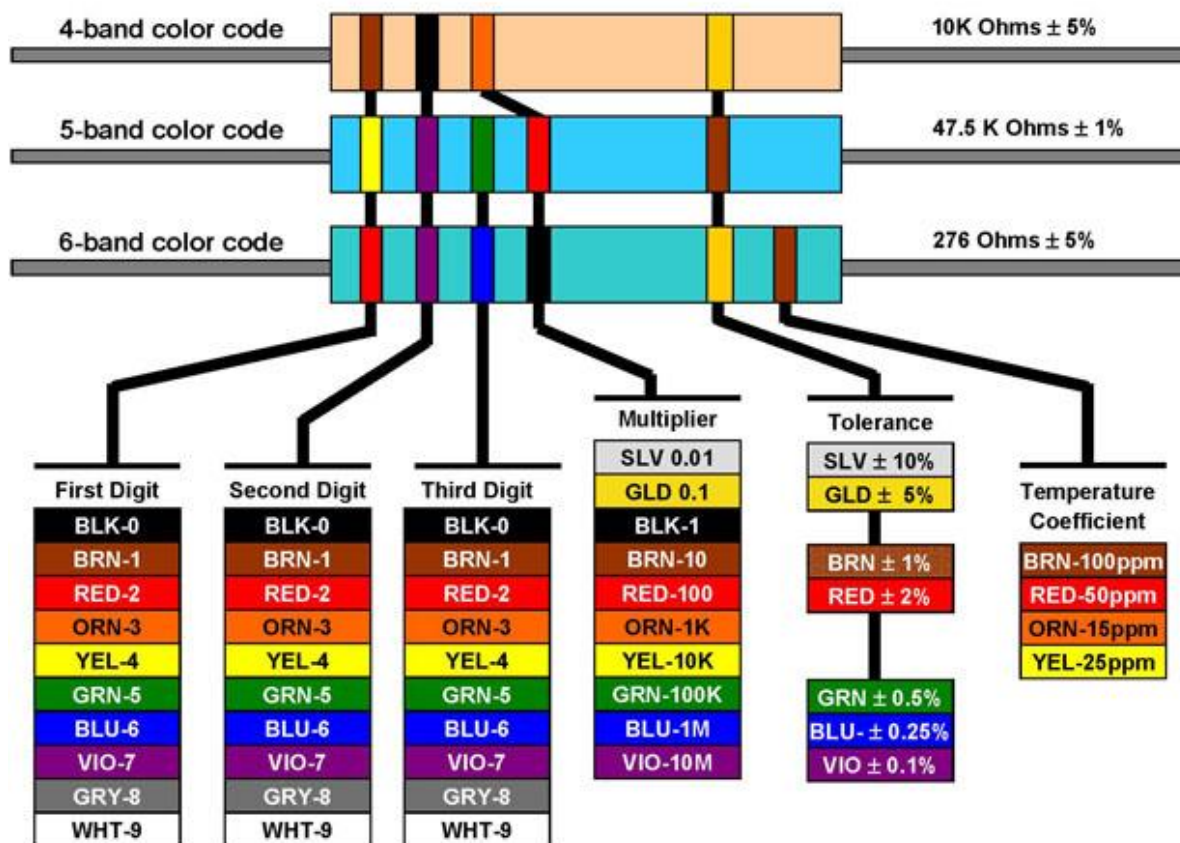 4-band color code
10K Ohms ± 5%
5-band color code
47.5 K Ohms ± 1%
6-band color code
276 Ohms ± 5%
First Digit
BLK-0
BRN-1
RED-2
ORN-3
YEL-4
GRN-5
BLU-6
VIO-7
GRY-8
WHT-9
Second Digit
BLK-0
BRN-1
RED-2
ORN-3
YEL-4
GRN-5
BLU-6
VIO-7
GRY-8
WHT-9
Third Digit
BLK-0
BRN-1
RED-2
ORN-3
YEL-4
GRN-5
BLU-6
VIO-7
GRY-8
WHT-9
Multiplier
SLV 0.01
GLD 0.1
BLK-1
BRN-10
RED-100
ORN-1K
YEL-10K
GRN-100K
BLU-1M
VIO-10M
Tolerance
SLV ± 10%
GLD ± 5%
BRN ± 1%
RED ± 2%
GRN ± 0.5%
BLU- ± 0.25%
VIO ± 0.1%
Temperature
Coefficient
BRN-100ppm
RED-50ppm
ORN-15ppm
YEL-25ppm